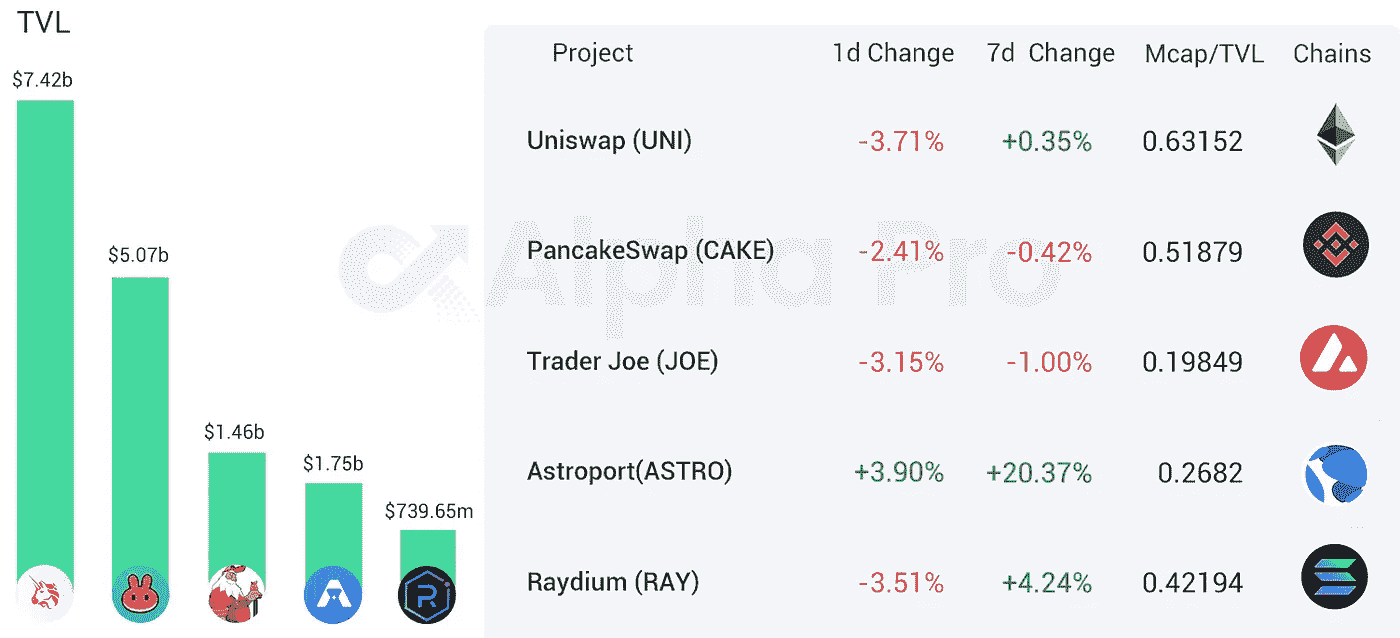 TVL
$7.42b
$5.07b
$1.46b
$1.75b
$739.65m
Project 1d Change 7d Change Mcap/TVL Chains
Uniswap (UNI) -3.71% +0.35% 0.63152
PancakeSwap (CAKE) -2.41% -0.42% 0.51879
Trader Joe (JOE) -3.15% -1.00% 0.19849
Astroport(ASTRO) +3.90% +20.37% 0.2682
Raydium (RAY) -3.51% +4.24% 0.42194
Alpha Pro